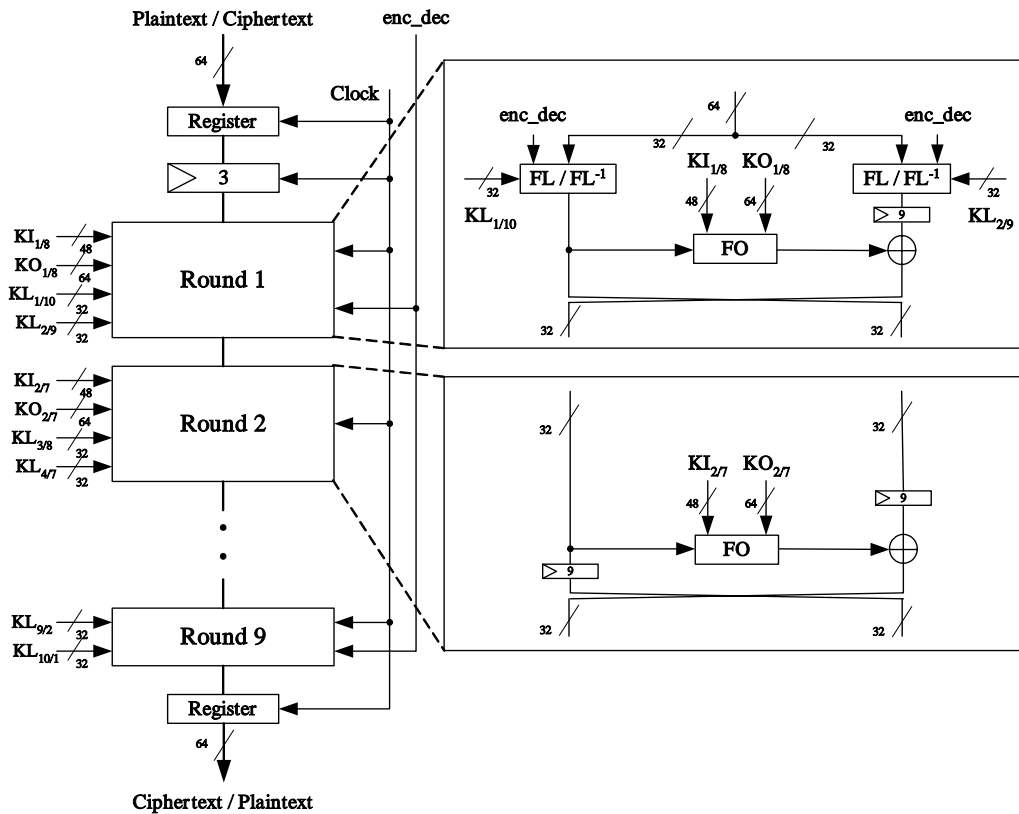 Plaintext / Ciphertext
enc_dec
64
Clock
Register
3
KI1/8
48
KO1/8
64
KL1/10
32
KL2/9
32
Round 1
KI2/7
48
KO2/7
64
KL3/8
32
KL4/7
32
Round 2
KL9/2
32
KL10/1
32
Round 9
Register
64
Ciphertext / Plaintext
64
enc_dec
enc_dec
32
32
KI1/8
KO1/8
FL / FL-1
FL / FL-1
32
32
KL1/10
48
64
9
KL2/9
FO
32
32
32
32
KI2/7
KO2/7
48
64
9
FO
9
32
32